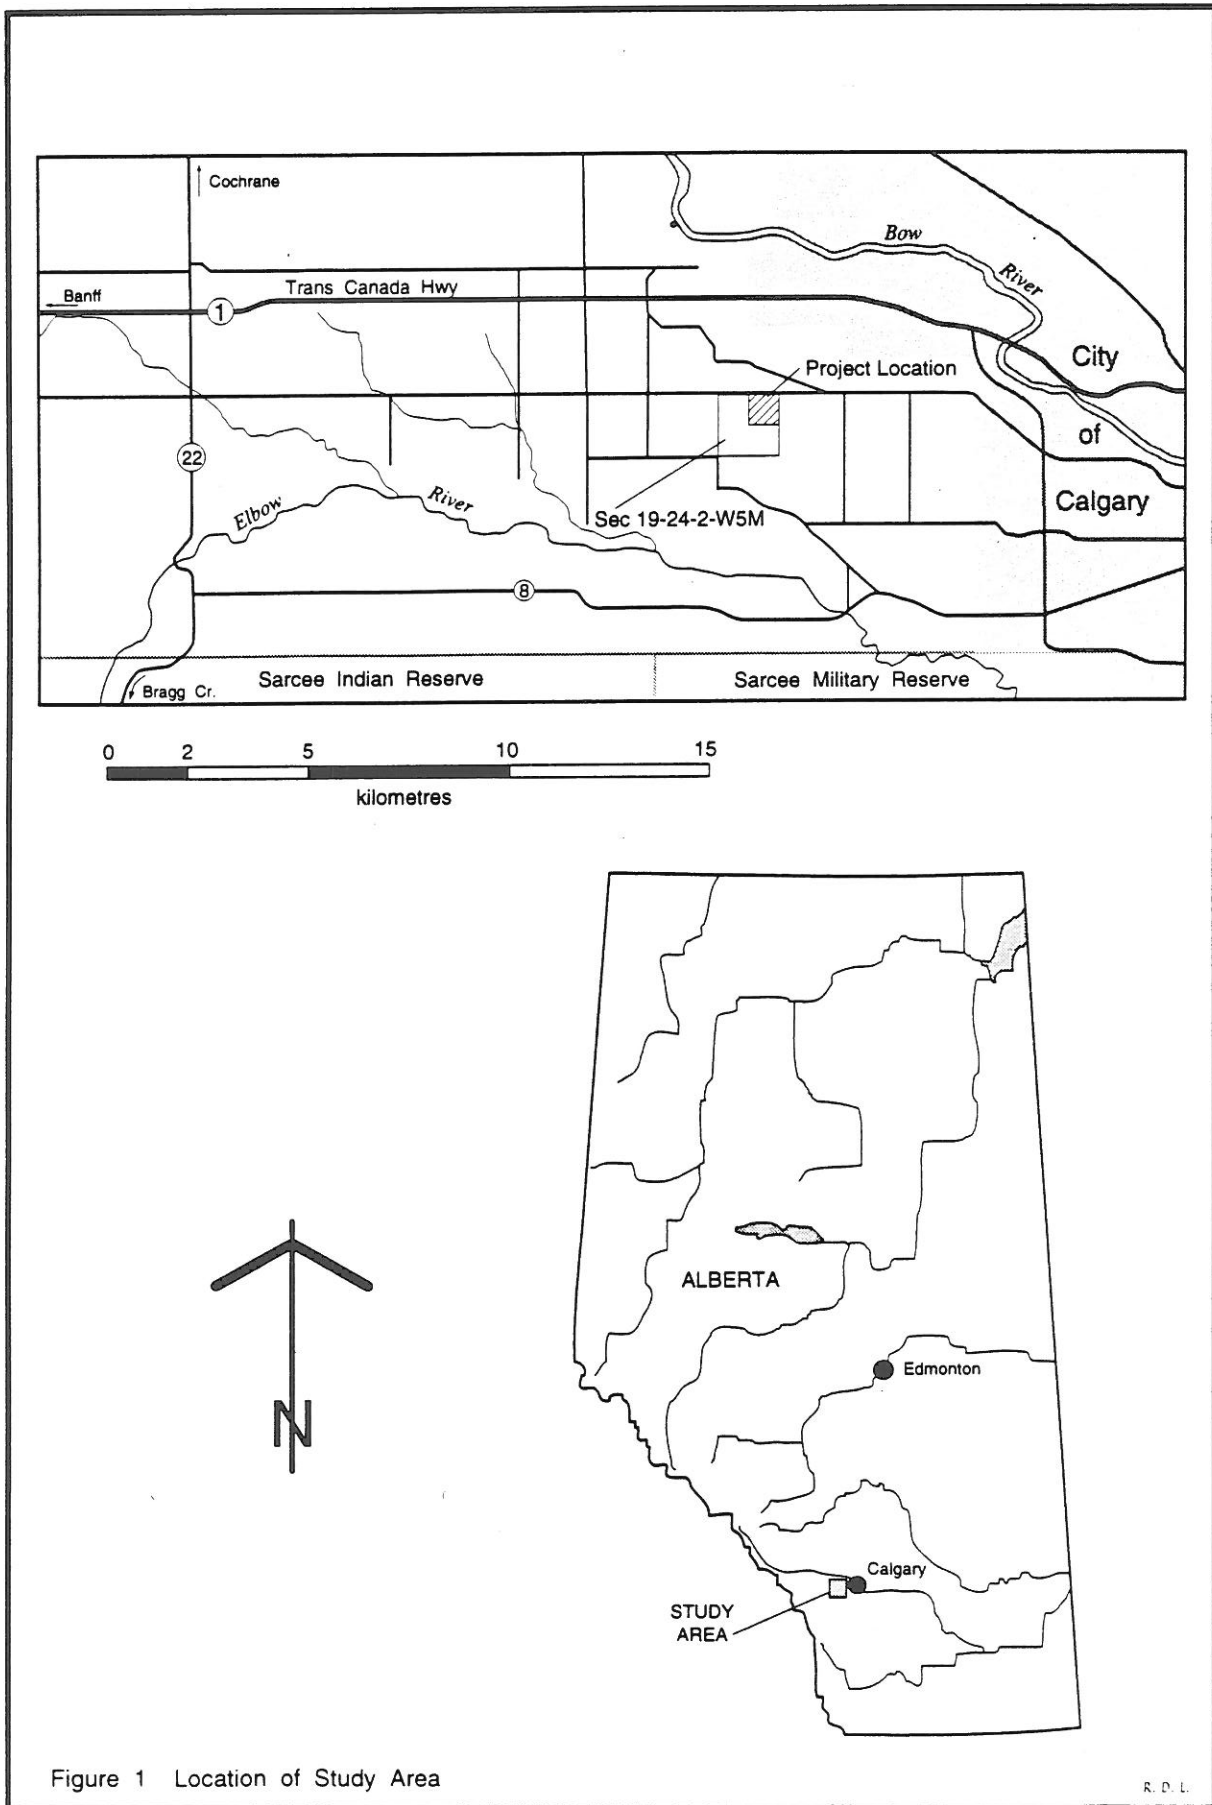 Cochrane
Bow
River
Banff
Trans Canada Hwy
1
City
Project Location
of
22
Elbow
River
Calgary
Sec 19-24-2-W5M
8
Sarcee Indian Reserve
Sarcee Military Reserve
Bragg Cr.
0 2 5 10 15
kilometres
ALBERTA
Edmonton
N
Calgary
STUDY
AREA
Figure 1 Location of Study Area
R. D. L.